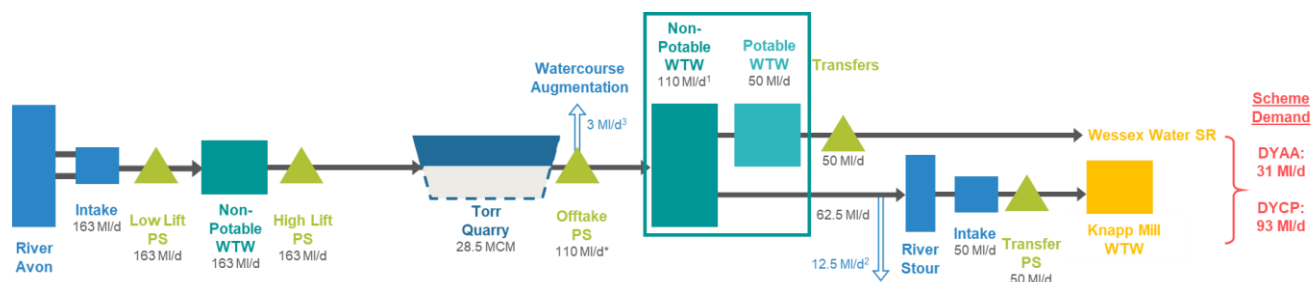 River
Avon
Intake
163 Ml/d
Low Lift
PS
163 Ml/d
Non-
Potable
WTW
163 Ml/d
High Lift
PS
163 Ml/d
Torr
Quarry
28.5 MCM
Watercourse
Augmentation
3 Ml/d³
Offtake
PS
110 Ml/d*
Non-
Potable
WTW
110 Ml/d¹
Potable
WTW
50 Ml/d
Transfers
50 Ml/d
Wessex Water SR
62.5 Ml/d
12.5 Ml/d²
River
Stour
Intake
50 Ml/d
Transfer
PS
50 Ml/d
Knapp Mill
WTW
Scheme
Demand
DYAA:
31 Ml/d
DYCP:
93 Ml/d